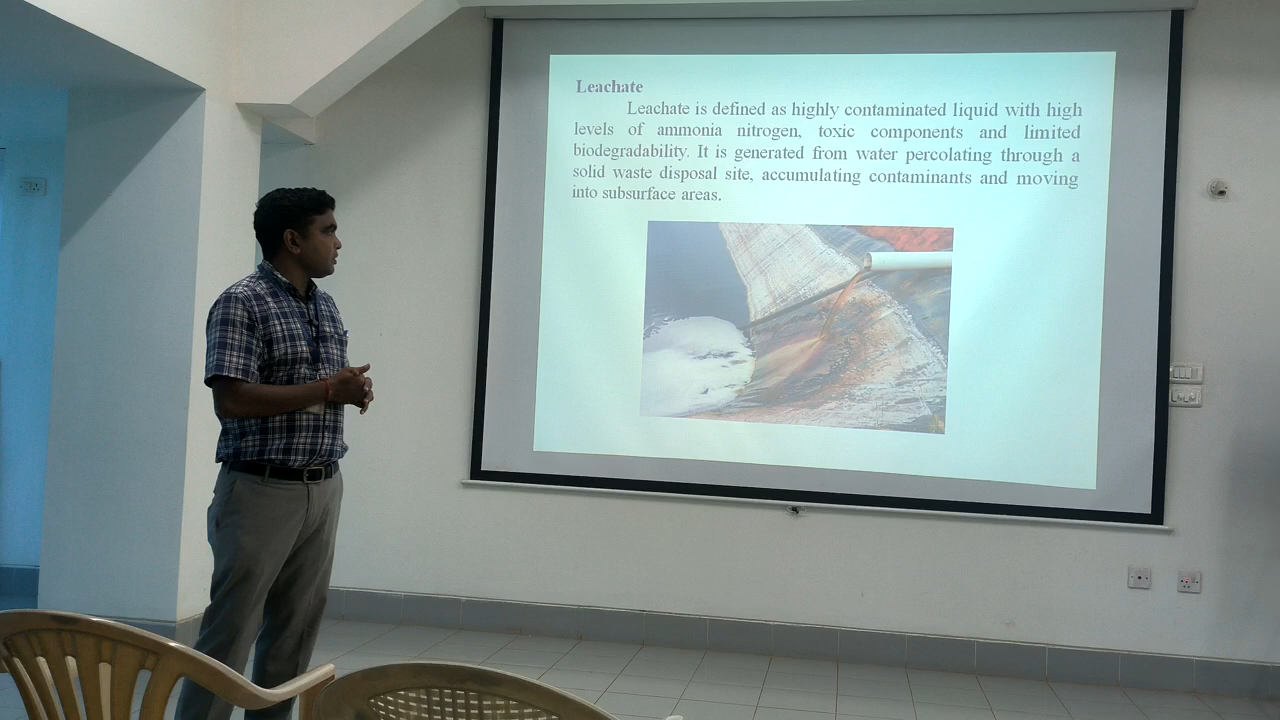 Leachate
Leachate is defined as highly contaminated liquid with high
levels of ammonia nitrogen, toxic components and limited
biodegradability. It is generated from water percolating through a
solid waste disposal site, accumulating contaminants and moving
into subsurface areas.